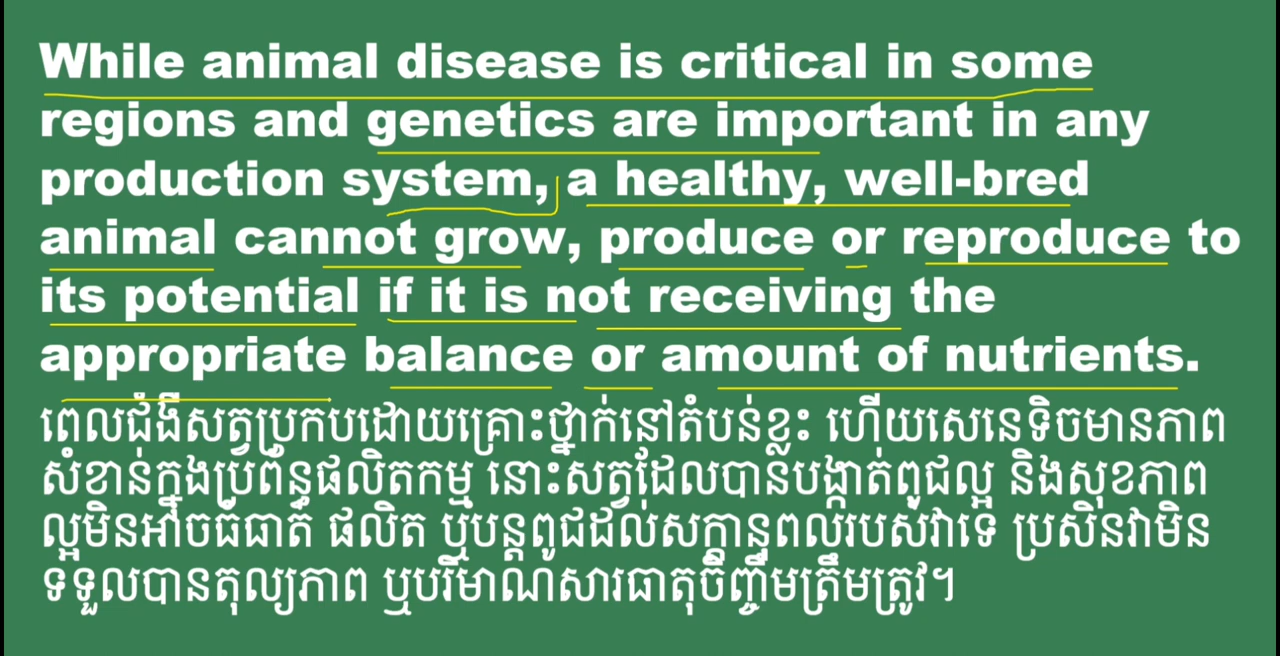 While animal disease is critical in some
regions and genetics are important in any
production system, a healthy, well-bred
animal cannot grow, produce or reproduce to
its potential if it is not receiving the
appropriate balance or amount of nutrients.
ពេលជំងឺសត្វប្រកបដោយគ្រោះថ្នាក់នៅតំបន់ខ្លះ ហើយសេនេទិចមានភាព
សំខាន់ក្នុងប្រព័ន្ធផលិតកម្ម នោះសត្វដែលបានបង្កាត់ពូជល្អ និងសុខភាព
ល្អមិនអាចធំធាត់ ផលិត ឬបន្តពូជដល់សក្ដានុពលរបស់វាទេ ប្រសិនវាមិន
ទទួលបានតុល្យភាព ឬបរិមាណសារធាតុចិញ្ចឹមត្រឹមត្រូវ។